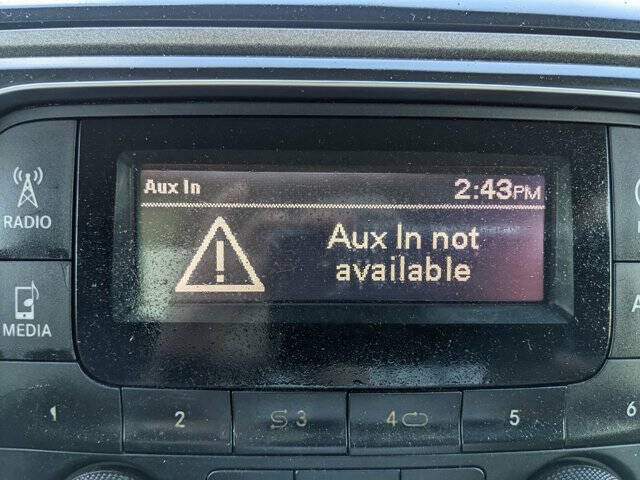 Aux In 2:43PM
RADIO
Aux In not
available
MEDIA
1 2 3 4 5 6